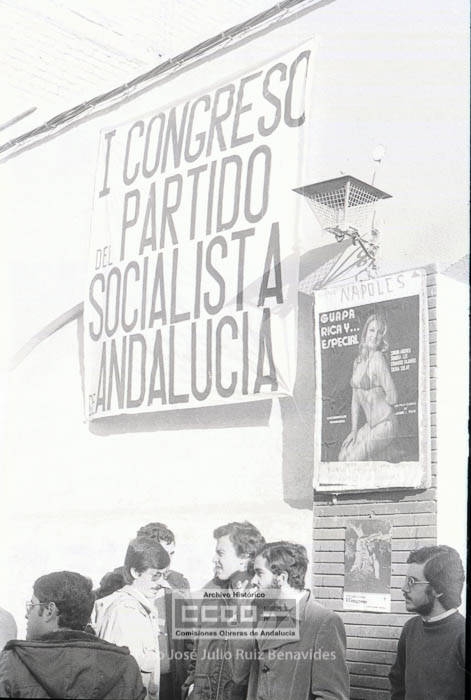 I CONGRESO
DEL PARTIDO
SOCIALISTA
DE ANDALUCIA
NAPOLES
GUAPA
RICA Y...
ESPECIAL
Archivo Histórico
CCOO
Comisiones Obreras de Andalucía
José Julio Ruiz Benavides